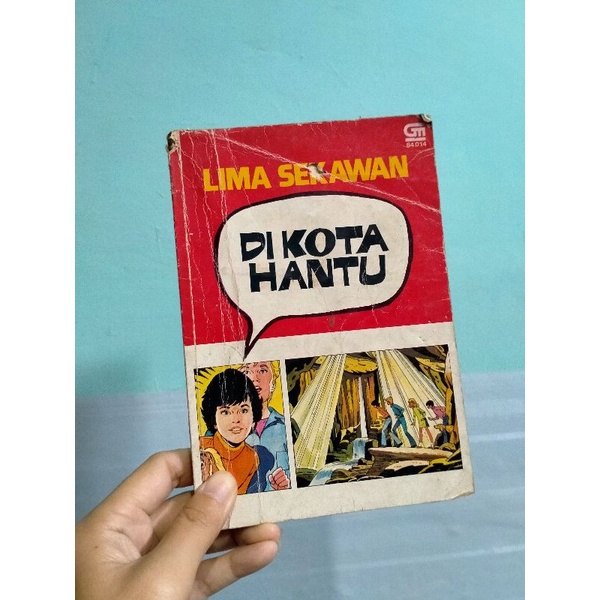 GM
84.014
LIMA SEKAWAN
DI KOTA
HANTU